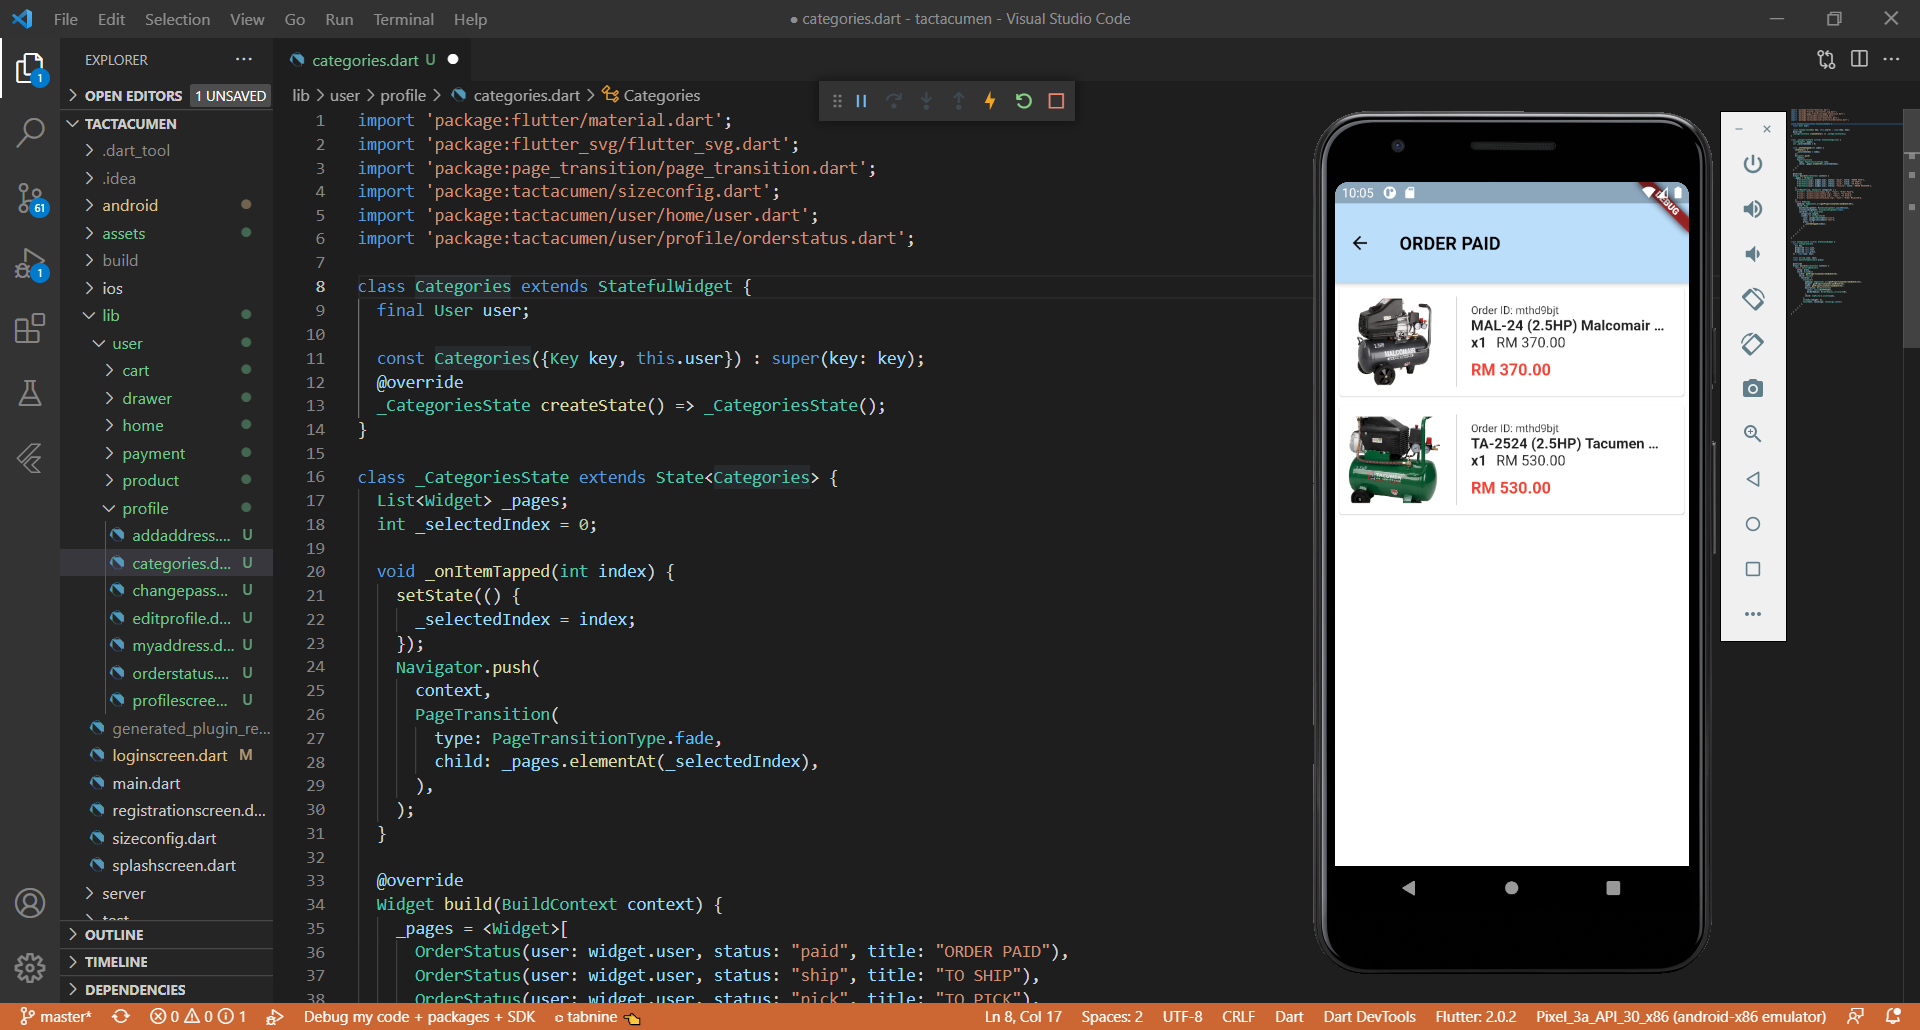 File Edit Selection View Go Run Terminal Help
● categories.dart - tactacumen - Visual Studio Code
EXPLORER
OPEN EDITORS 1 UNSAVED
TACTACUMEN
.dart_tool
.idea
android
assets
build
ios
lib
user
cart
drawer
home
payment
product
profile
addaddress.... U
categories.d... U
changepass... U
editprofile.d... U
myaddress.d... U
orderstatus.... U
profilescree... U
generated_plugin_re...
loginscreen.dart M
main.dart
registrationscreen.d...
sizeconfig.dart
splashscreen.dart
server
test
OUTLINE
TIMELINE
DEPENDENCIES
1
61
1
categories.dart U
lib > user > profile > categories.dart > Categories
1 import 'package:flutter/material.dart';
2 import 'package:flutter_svg/flutter_svg.dart';
3 import 'package:page_transition/page_transition.dart';
4 import 'package:tactacumen/sizeconfig.dart';
5 import 'package:tactacumen/user/home/user.dart';
6 import 'package:tactacumen/user/profile/orderstatus.dart';
7
8 class Categories extends StatefulWidget {
9 final User user;
10
11 const Categories({Key key, this.user}) : super(key: key);
12 @override
13 _CategoriesState createState() => _CategoriesState();
14 }
15
16 class _CategoriesState extends State<Categories> {
17 List<Widget> _pages;
18 int _selectedIndex = 0;
19
20 void _onItemTapped(int index) {
21 setState(() {
22 _selectedIndex = index;
23 });
24 Navigator.push(
25 context,
26 PageTransition(
27 type: PageTransitionType.fade,
28 child: _pages.elementAt(_selectedIndex),
29 ),
30 );
31 }
32
33 @override
34 Widget build(BuildContext context) {
35 _pages = <Widget>[
36 OrderStatus(user: widget.user, status: "paid", title: "ORDER PAID"),
37 OrderStatus(user: widget.user, status: "ship", title: "TO SHIP"),
38 OrderStatus(user: widget.user, status: "pick", title: "TO PICK"),
10:05
ORDER PAID
Order ID: mthd9bjt
MAL-24 (2.5HP) Malcomair ...
x1 RM 370.00
RM 370.00
Order ID: mthd9bjt
TA-2524 (2.5HP) Tacumen ...
x1 RM 530.00
RM 530.00
master* 0 0 1 Debug my code + packages + SDK tabnine Ln 8, Col 17 Spaces: 2 UTF-8 CRLF Dart Dart DevTools Flutter: 2.0.2 Pixel_3a_API_30_x86 (android-x86 emulator)